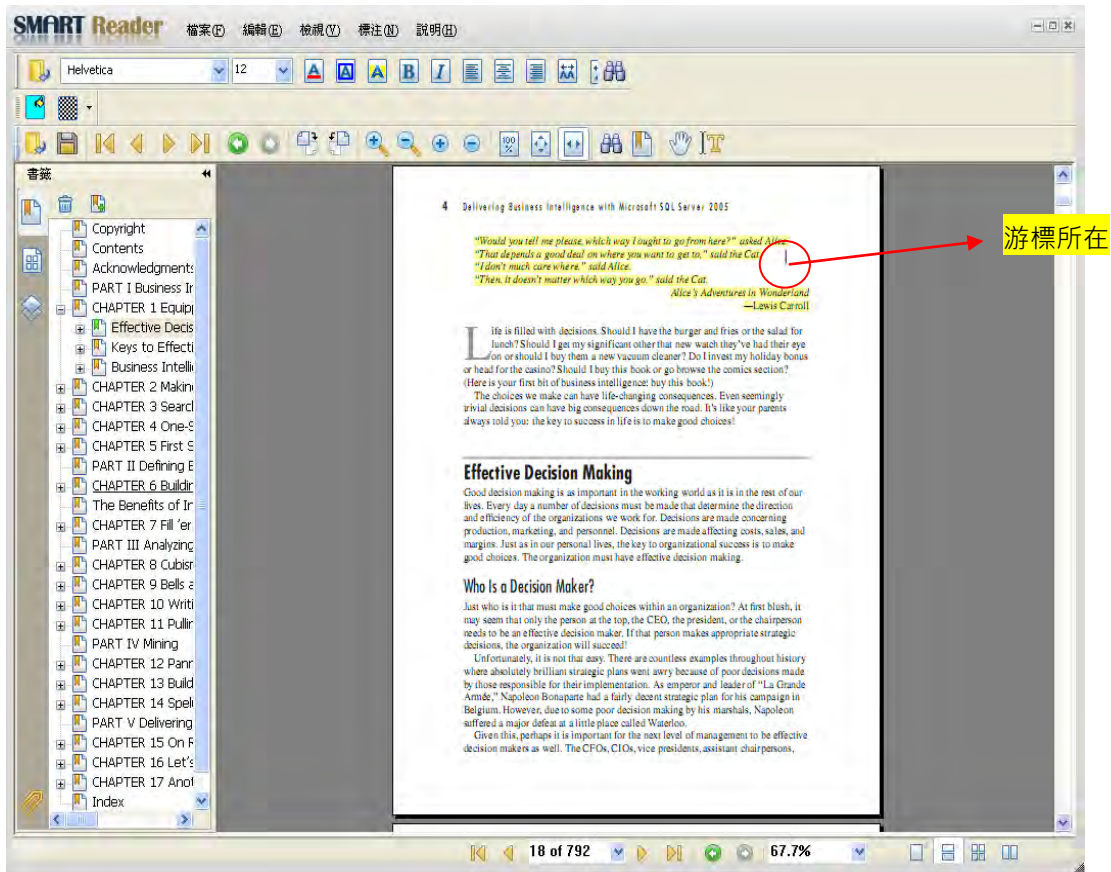 SMART Reader 檔案(F) 編輯(E) 檢視(V) 標注(N) 說明(H)
Helvetica 12
100%
書籤
Copyright
Contents
Acknowledgments
PART I Business Ir
CHAPTER 1 Equip
Effective Decis
Keys to Effecti
Business Intelli
CHAPTER 2 Makin
CHAPTER 3 Searcl
CHAPTER 4 One-S
CHAPTER 5 First S
PART II Defining E
CHAPTER 6 Buildir
The Benefits of Ir
CHAPTER 7 Fill 'er
PART III Analyzing
CHAPTER 8 Cubisr
CHAPTER 9 Bells a
CHAPTER 10 Writi
CHAPTER 11 Pullir
PART IV Mining
CHAPTER 12 Panr
CHAPTER 13 Build
CHAPTER 14 Spell
PART V Delivering
CHAPTER 15 On R
CHAPTER 16 Let's
CHAPTER 17 Anot
Index
4 Delivering Business Intelligence with Microsoft SQL Server 2005
"Would you tell me please, which way I ought to go from here?" asked Alice.
"That depends a good deal on where you want to get to," said the Cat.
"I don't much care where." said Alice.
"Then, it doesn't matter which way you go." said the Cat.
Alice's Adventures in Wonderland
—Lewis Carroll
游標所在
Life is filled with decisions. Should I have the burger and fries or the salad for
lunch? Should I get my significant other that new watch they've had their eye
on or should I buy them a new vacuum cleaner? Do I invest my holiday bonus
or head for the casino? Should I buy this book or go browse the comics section?
(Here is your first bit of business intelligence: buy this book!)
The choices we make can have life-changing consequences. Even seemingly
trivial decisions can have big consequences down the road. It's like your parents
always told you: the key to success in life is to make good choices!
Effective Decision Making
Good decision making is as important in the working world as it is in the rest of our
lives. Every day a number of decisions must be made that determine the direction
and efficiency of the organizations we work for. Decisions are made concerning
production, marketing, and personnel. Decisions are made affecting costs, sales, and
margins. Just as in our personal lives, the key to organizational success is to make
good choices. The organization must have effective decision making.
Who Is a Decision Maker?
Just who is it that must make good choices within an organization? At first blush, it
may seem that only the person at the top, the CEO, the president, or the chairperson
needs to be an effective decision maker. If that person makes appropriate strategic
decisions, the organization will succeed!
Unfortunately, it is not that easy. There are countless examples throughout history
where absolutely brilliant strategic plans went awry because of poor decisions made
by those responsible for their implementation. As emperor and leader of "La Grande
Armée," Napoleon Bonaparte had a fairly decent strategic plan for his campaign in
Belgium. However, due to some poor decision making by his marshals, Napoleon
suffered a major defeat at a little place called Waterloo.
Given this, perhaps it is important for the next level of management to be effective
decision makers as well. The CFOs, CIOs, vice presidents, assistant chairpersons,
18 of 792 67.7%